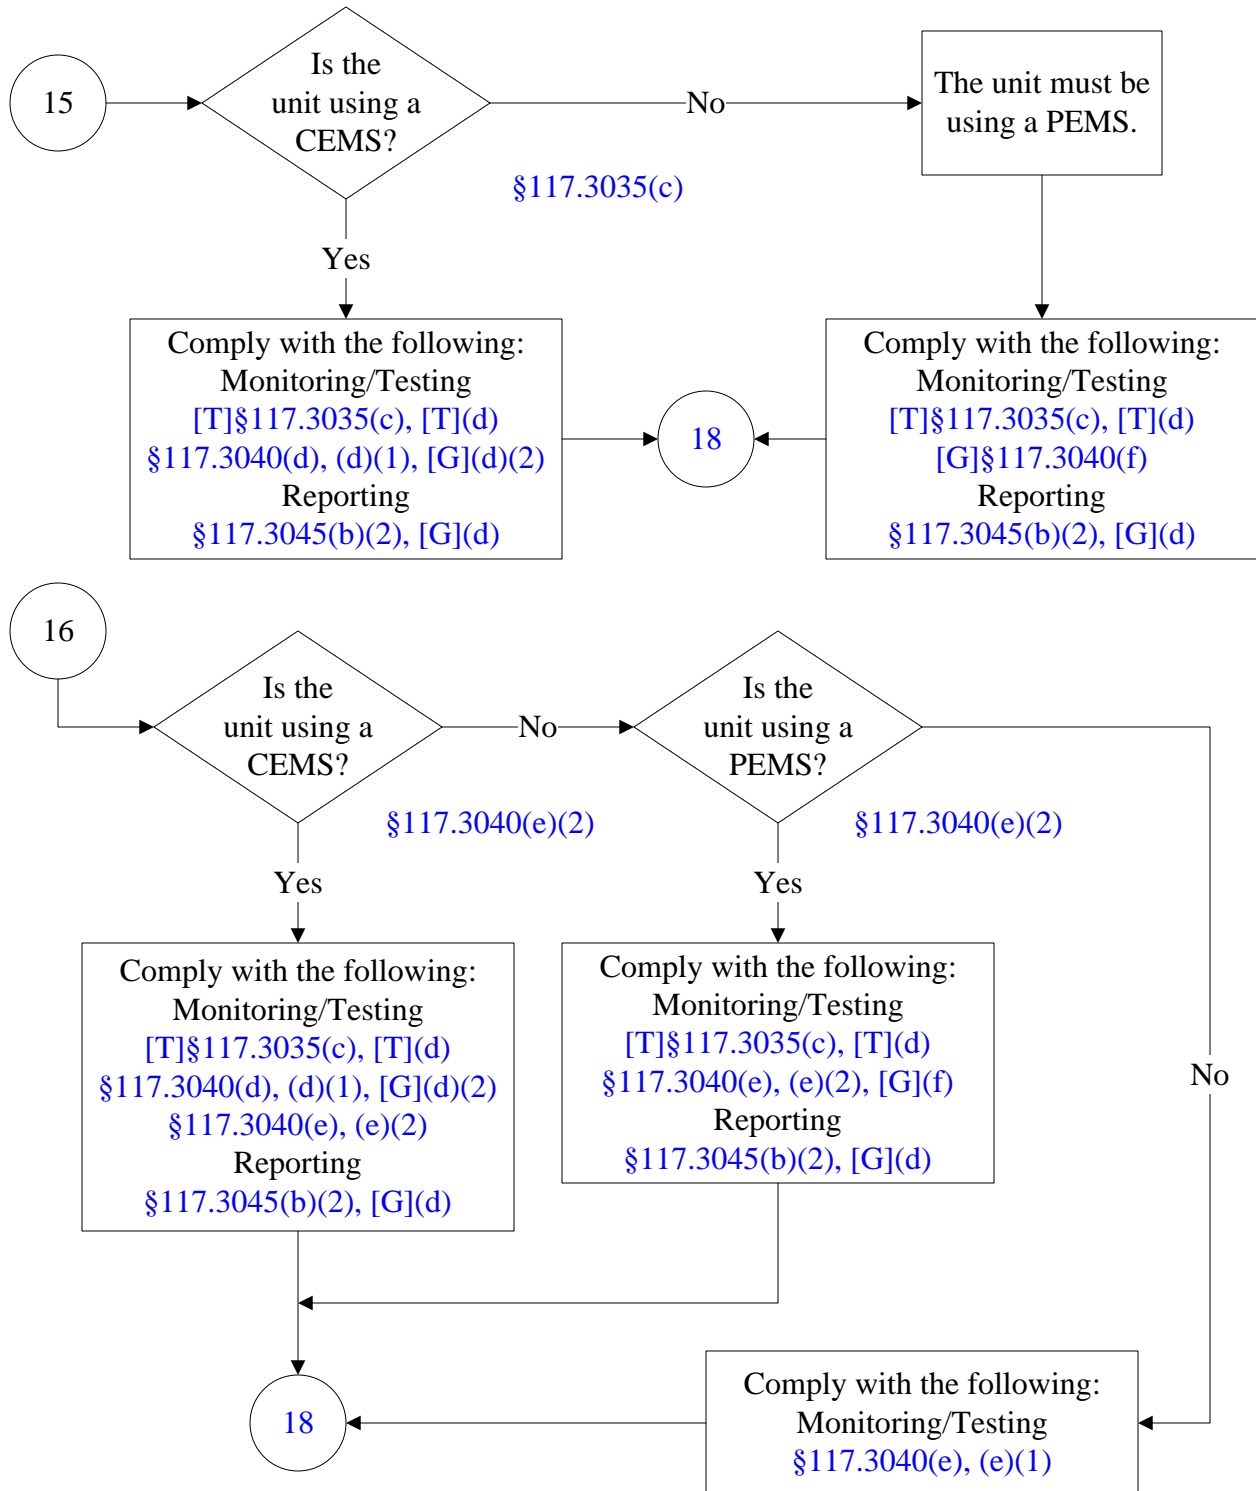 15
Is the
unit using a
CEMS?
No
The unit must be
using a PEMS.
§117.3035(c)
Yes
Comply with the following:
Monitoring/Testing
[T]§117.3035(c), [T](d)
§117.3040(d), (d)(1), [G](d)(2)
Reporting
§117.3045(b)(2), [G](d)
18
Comply with the following:
Monitoring/Testing
[T]§117.3035(c), [T](d)
[G]§117.3040(f)
Reporting
§117.3045(b)(2), [G](d)
16
Is the
unit using a
CEMS?
No
Is the
unit using a
PEMS?
§117.3040(e)(2)
§117.3040(e)(2)
Yes
Yes
No
Comply with the following:
Monitoring/Testing
[T]§117.3035(c), [T](d)
§117.3040(d), (d)(1), [G](d)(2)
§117.3040(e), (e)(2)
Reporting
§117.3045(b)(2), [G](d)
Comply with the following:
Monitoring/Testing
[T]§117.3035(c), [T](d)
§117.3040(e), (e)(2), [G](f)
Reporting
§117.3045(b)(2), [G](d)
18
Comply with the following:
Monitoring/Testing
§117.3040(e), (e)(1)